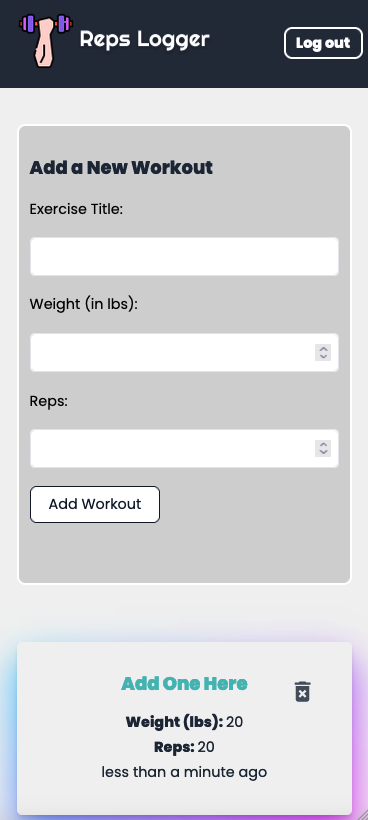 Reps Logger
Log out
Add a New Workout
Exercise Title:
Weight (in lbs):
Reps:
Add Workout
Add One Here
Weight (lbs): 20
Reps: 20
less than a minute ago